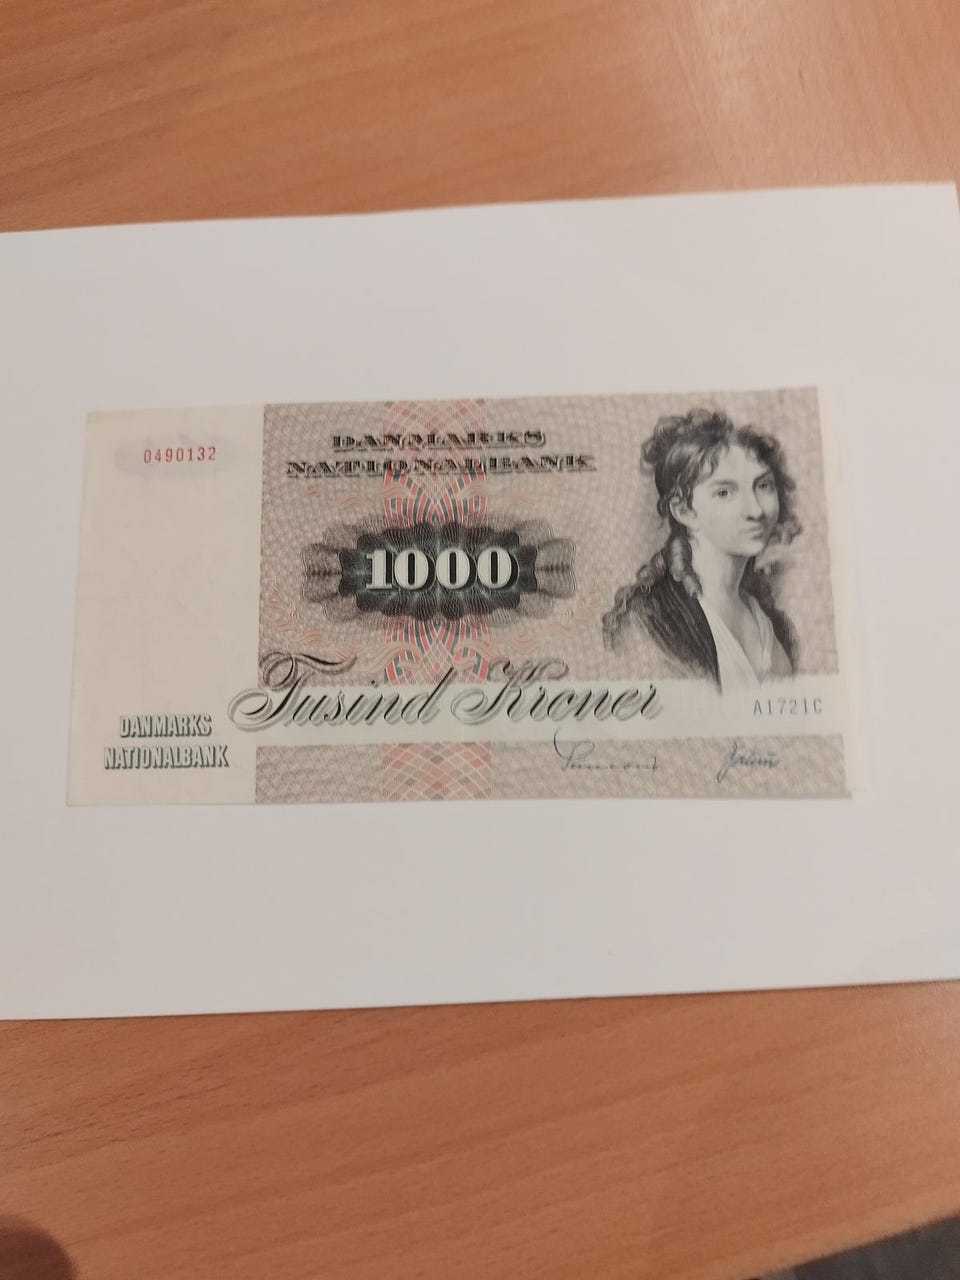 0490132
DANMARKS
NATIONALBANK
1000
Tusind Kroner
A1721C
DANMARKS
NATIONALBANK